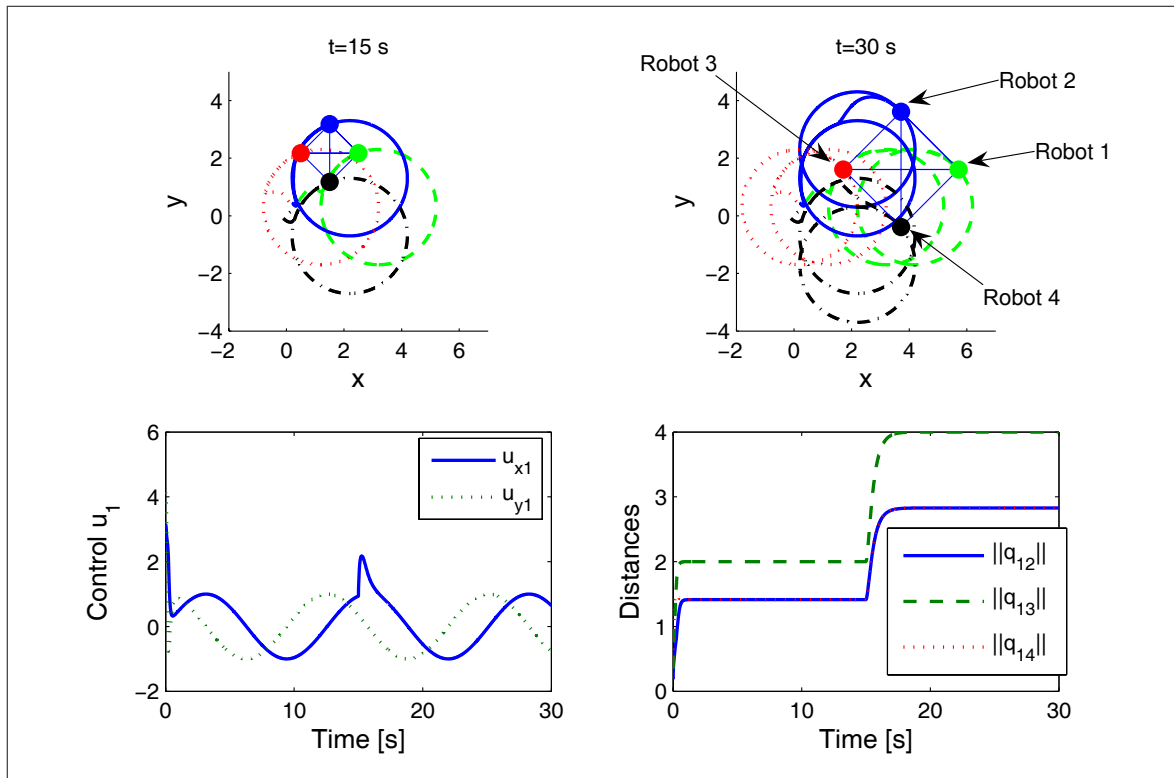 t=15 s
4
2
0
−2
−4
−2 0 2 4 6
y
x
t=30 s
Robot 3
Robot 2
Robot 1
Robot 4
4
2
0
−2
−4
−2 0 2 4 6
y
x
6
4
2
0
−2
0 10 20 30
Control u1
Time [s]
ux1
uy1
4
3
2
1
0
0 10 20 30
Distances
Time [s]
||q12||
||q13||
||q14||